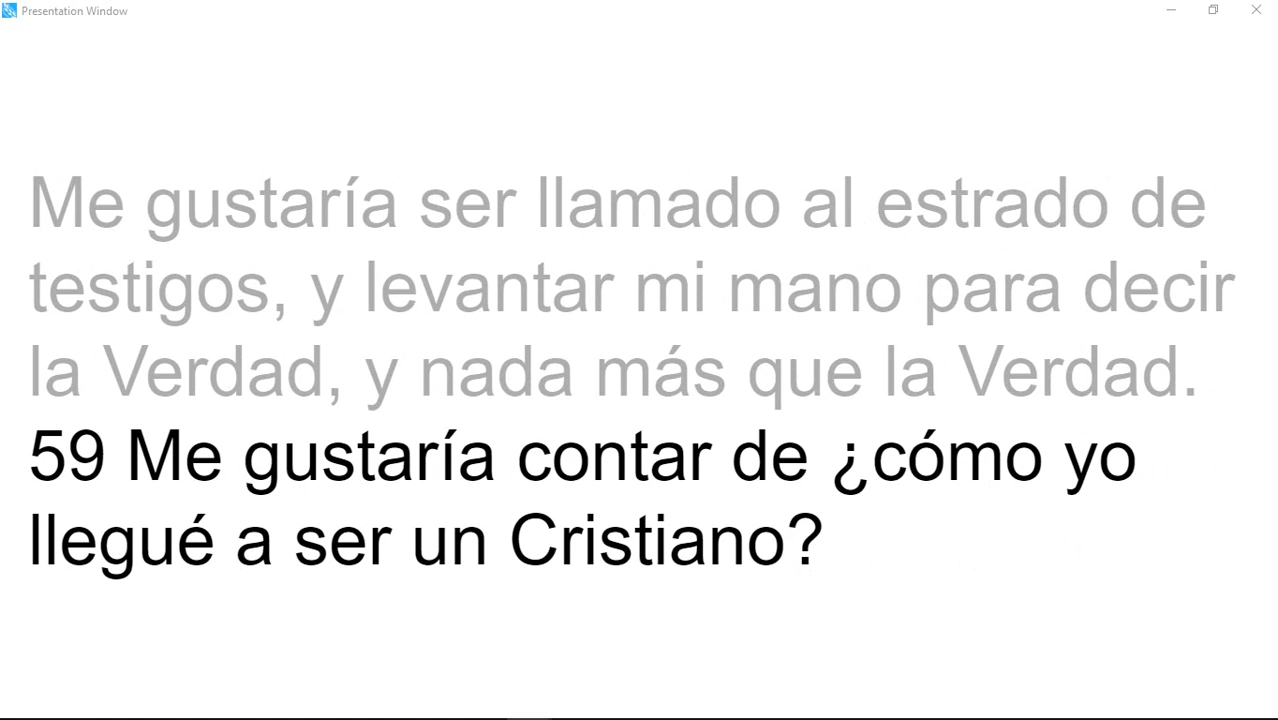 Presentation Window
Me gustaría ser llamado al estrado de
testigos, y levantar mi mano para decir
la Verdad, y nada más que la Verdad.
59 Me gustaría contar de ¿cómo yo
llegué a ser un Cristiano?